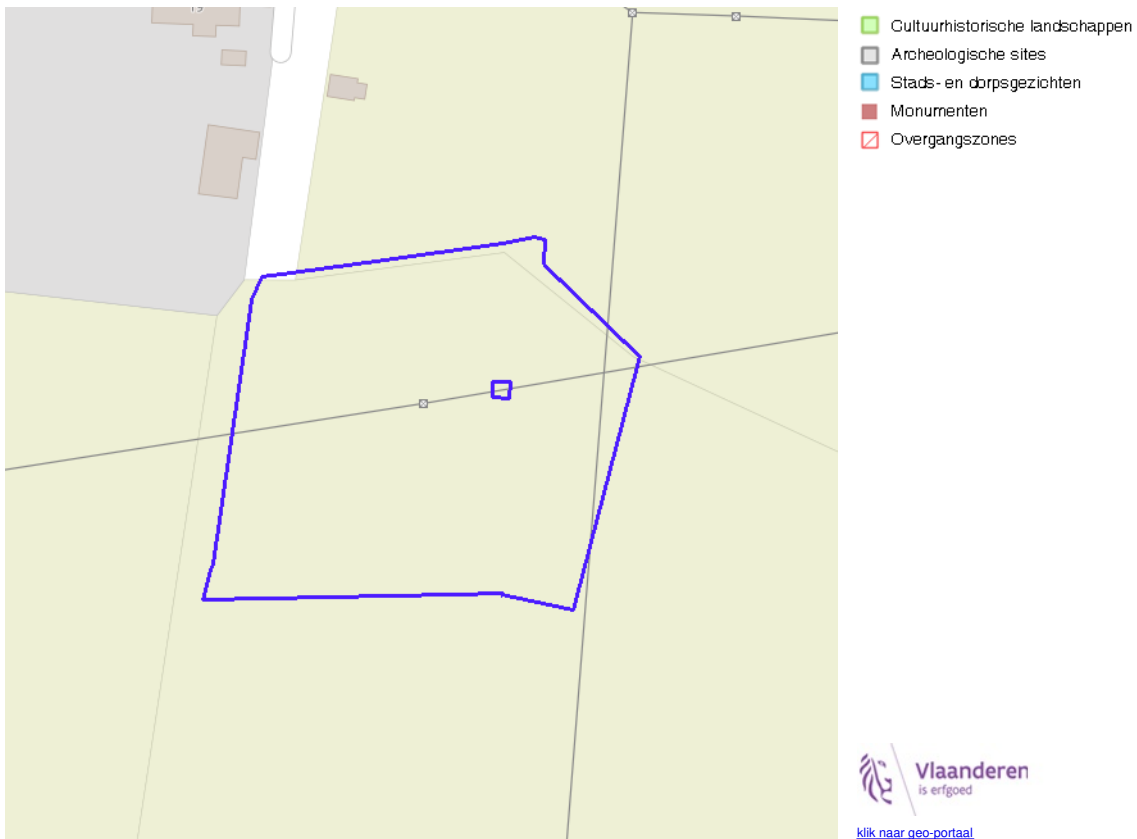 Cultuurhistorische landschappen
Archeologische sites
Stads- en dorpsgezichten
Monumenten
Overgangszones
Vlaanderen
is erfgoed
klik naar geo-portaal